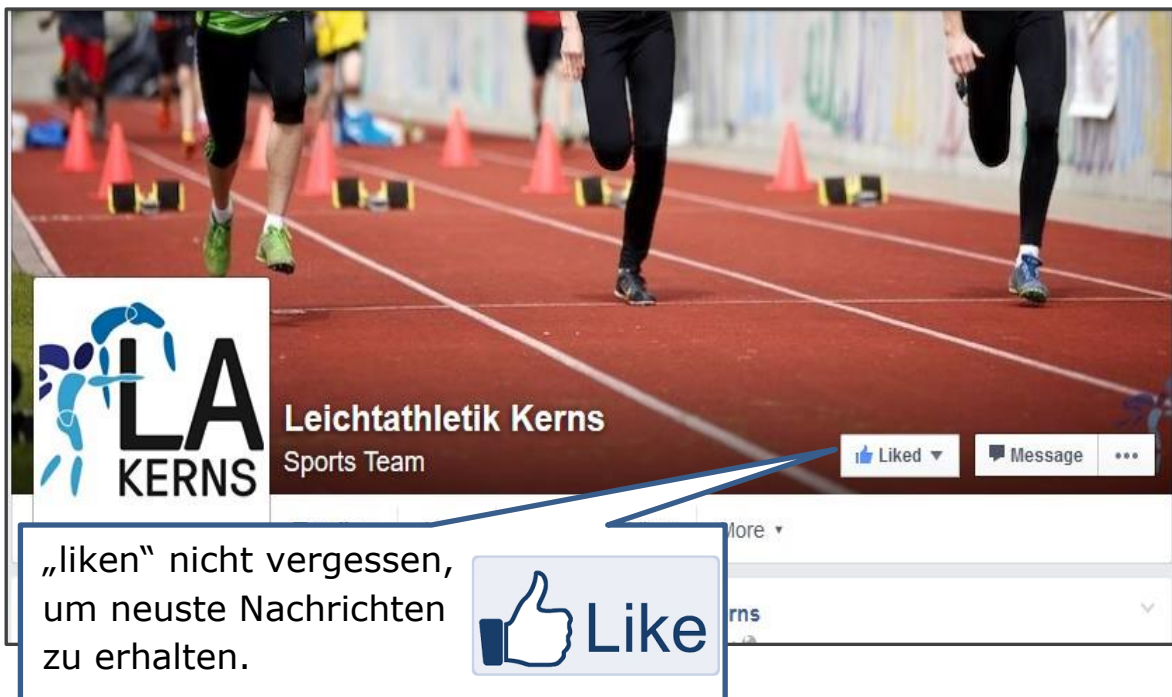 LA
KERNS
Leichtathletik Kerns
Sports Team
Liked
Message
More
„liken“ nicht vergessen,
um neuste Nachrichten
zu erhalten.
Like
rns